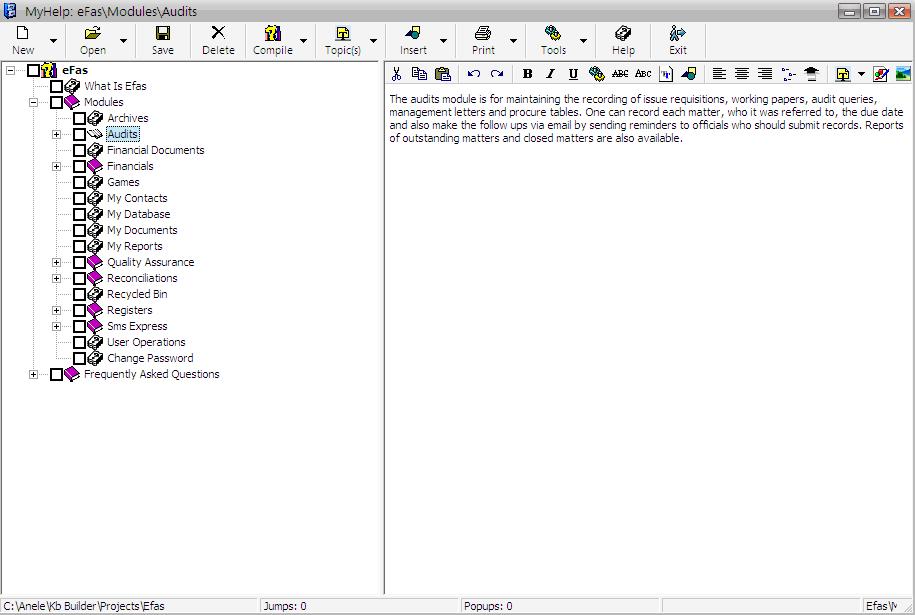 MyHelp: eFas\Modules\Audits
New Open Save Delete Compile Topic(s) Insert Print Tools Help Exit
eFas
What Is Efas
Modules
Archives
Audits
Financial Documents
Financials
Games
My Contacts
My Database
My Documents
My Reports
Quality Assurance
Reconciliations
Recycled Bin
Registers
Sms Express
User Operations
Change Password
Frequently Asked Questions
B I U ABC ABC
The audits module is for maintaining the recording of issue requisitions, working papers, audit queries,
management letters and procure tables. One can record each matter, who it was referred to, the due date
and also make the follow ups via email by sending reminders to officials who should submit records. Reports
of outstanding matters and closed matters are also available.
C:\Anele\Kb Builder\Projects\Efas Jumps: 0 Popups: 0